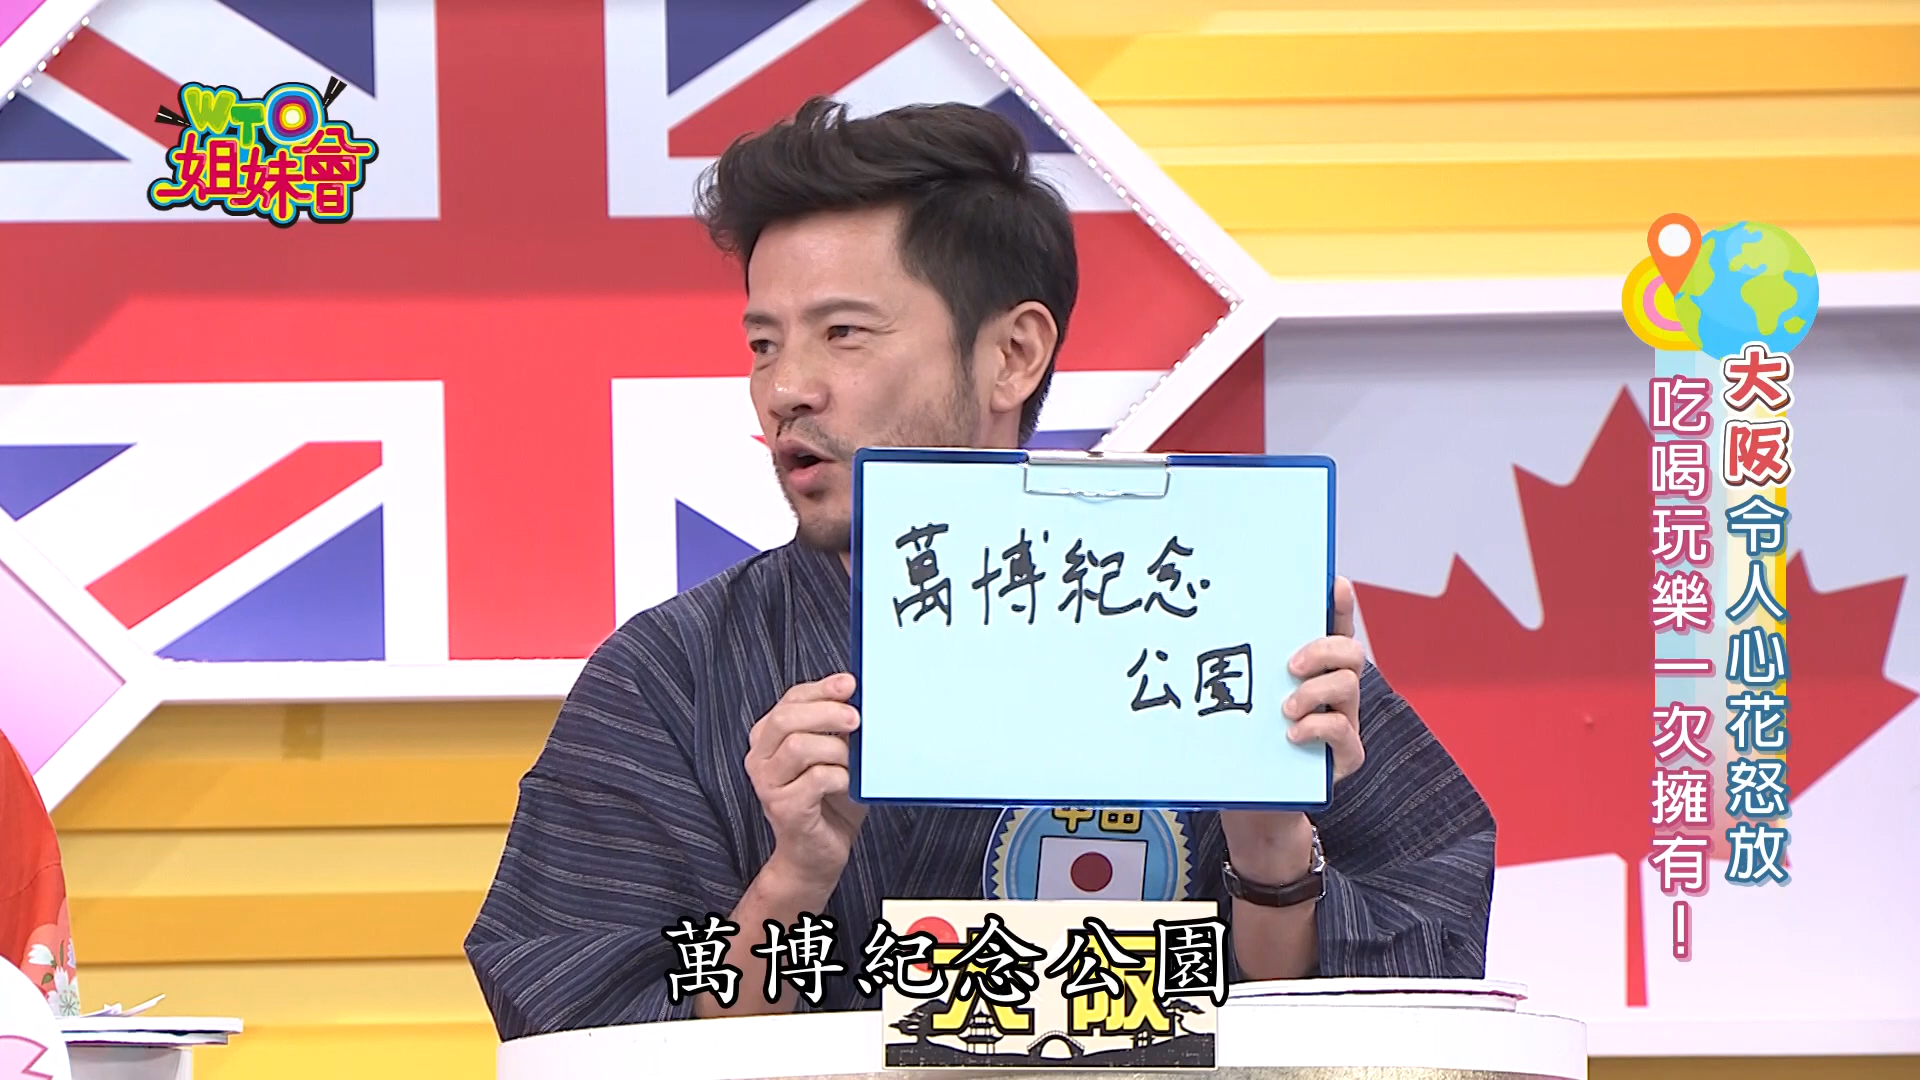 WTO
姐妹會
大阪令人心花怒放
吃喝玩樂一次擁有!
萬博紀念
公園
萬博紀念公園
大阪